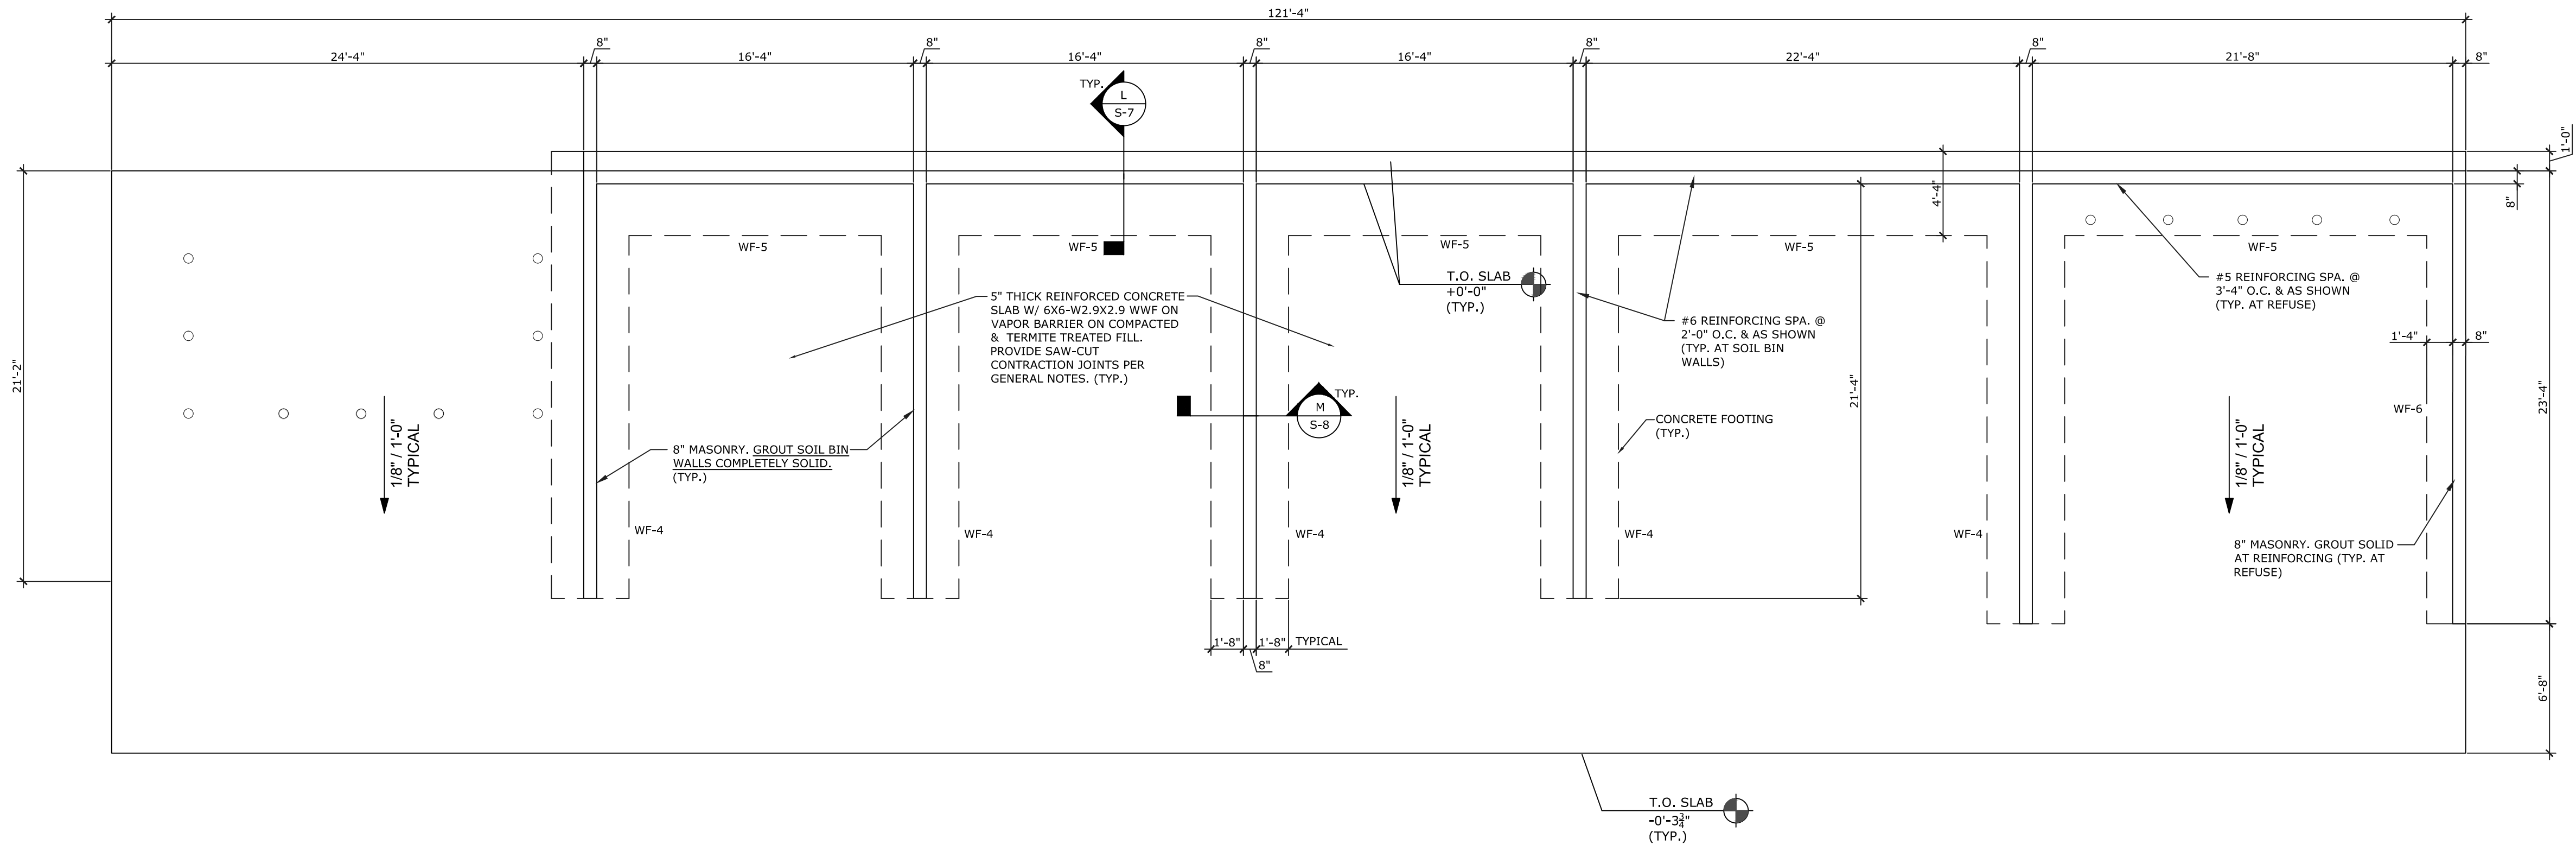 121'-4"
24'-4"
8"
16'-4"
8"
16'-4"
8"
16'-4"
8"
22'-4"
8"
21'-8"
8"
TYP.
L
S-7
1'-0"
4'-4"
8"
WF-5
WF-5
WF-5
WF-5
WF-5
T.O. SLAB
+0'-0"
(TYP.)
5" THICK REINFORCED CONCRETE
SLAB W/ 6X6-W2.9X2.9 WWF ON
VAPOR BARRIER ON COMPACTED
& TERMITE TREATED FILL.
PROVIDE SAW-CUT
CONTRACTION JOINTS PER
GENERAL NOTES. (TYP.)
#6 REINFORCING SPA. @
2'-0" O.C. & AS SHOWN
(TYP. AT SOIL BIN
WALLS)
#5 REINFORCING SPA. @
3'-4" O.C. & AS SHOWN
(TYP. AT REFUSE)
1'-4"
8"
21'-2"
21'-4"
23'-4"
TYP.
M
S-8
WF-6
CONCRETE FOOTING
(TYP.)
1/8" / 1'-0"
TYPICAL
1/8" / 1'-0"
TYPICAL
1/8" / 1'-0"
TYPICAL
8" MASONRY. GROUT SOIL BIN
WALLS COMPLETELY SOLID.
(TYP.)
WF-4
WF-4
WF-4
WF-4
WF-4
8" MASONRY. GROUT SOLID
AT REINFORCING (TYP. AT
REFUSE)
1'-8"
1'-8"
TYPICAL
8"
6'-8"
T.O. SLAB
-0'-3¾"
(TYP.)